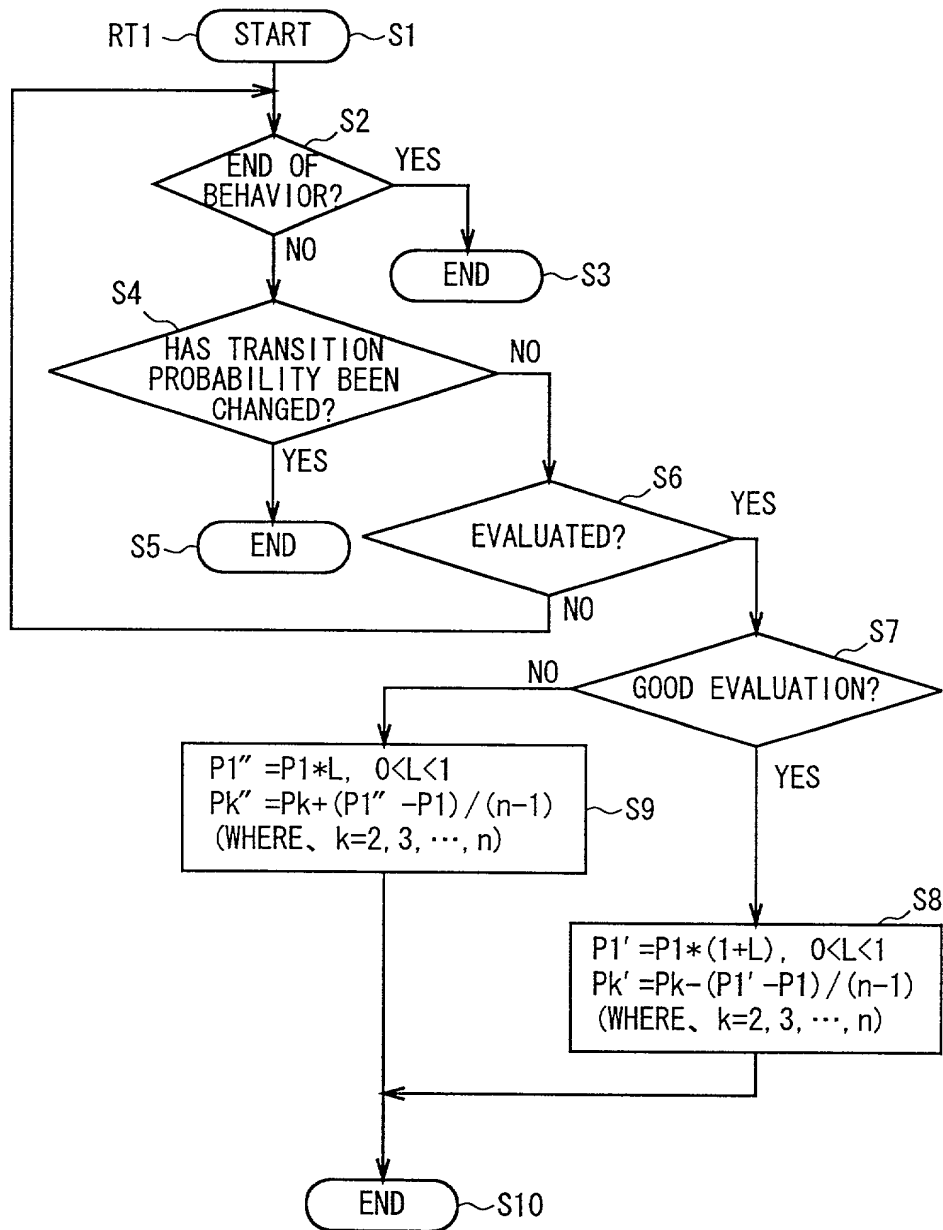 RT1
START
S1
S2
END OF
BEHAVIOR?
YES
NO
END
S3
S4
HAS TRANSITION
PROBABILITY BEEN
CHANGED?
NO
YES
S5
END
S6
EVALUATED?
YES
NO
S7
GOOD EVALUATION?
NO
YES
P1″ =P1*L, 0<L<1
Pk″ =Pk+(P1″ -P1)/(n-1)
(WHERE、 k=2, 3, ···, n)
S9
S8
P1′ =P1*(1+L), 0<L<1
Pk′ =Pk-(P1′ -P1)/(n-1)
(WHERE、 k=2, 3, ···, n)
END
S10